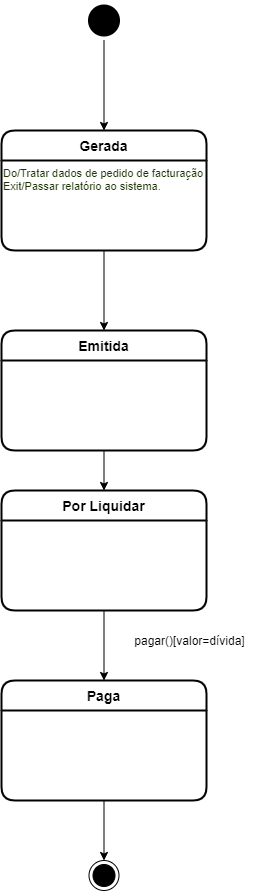 Gerada
Do/Tratar dados de pedido de facturação
Exit/Passar relatório ao sistema.
Emitida
Por Liquidar
pagar()[valor=dívida]
Paga